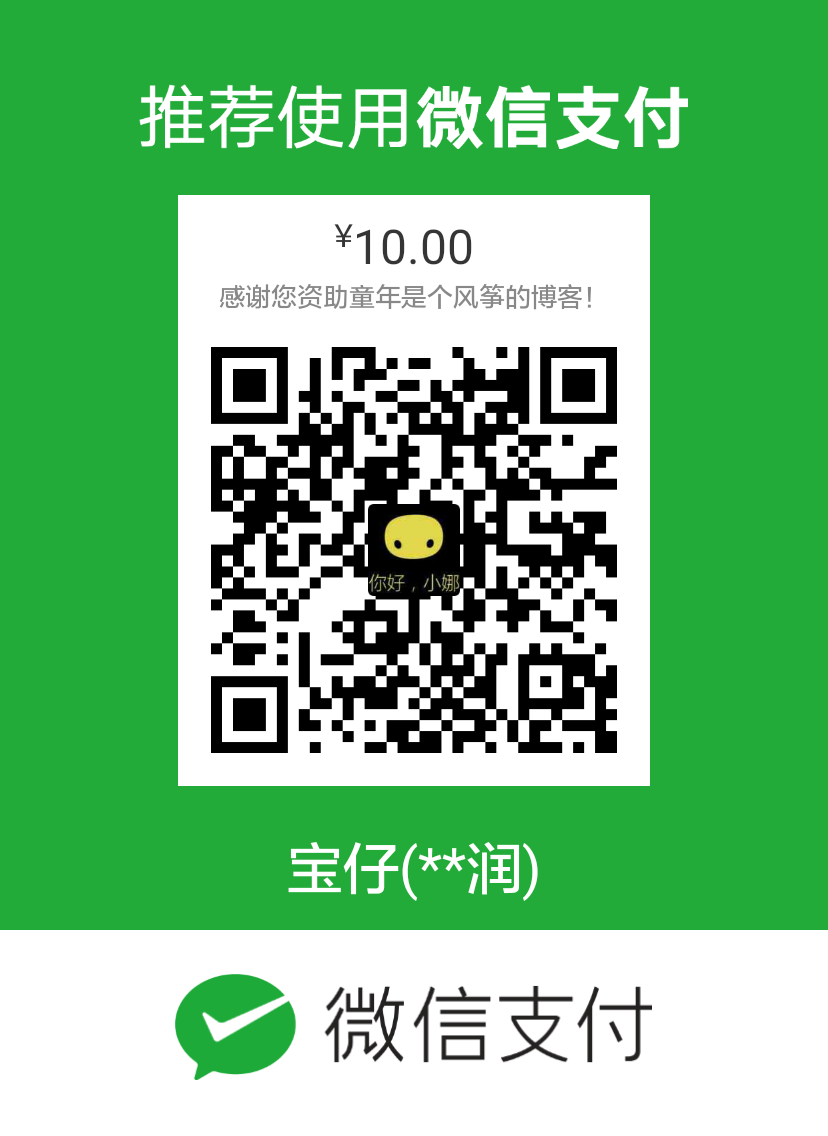 推荐使用微信支付
¥10.00
感谢您资助童年是个风筝的博客！
你好，小娜
宝仔(**润)
微信支付